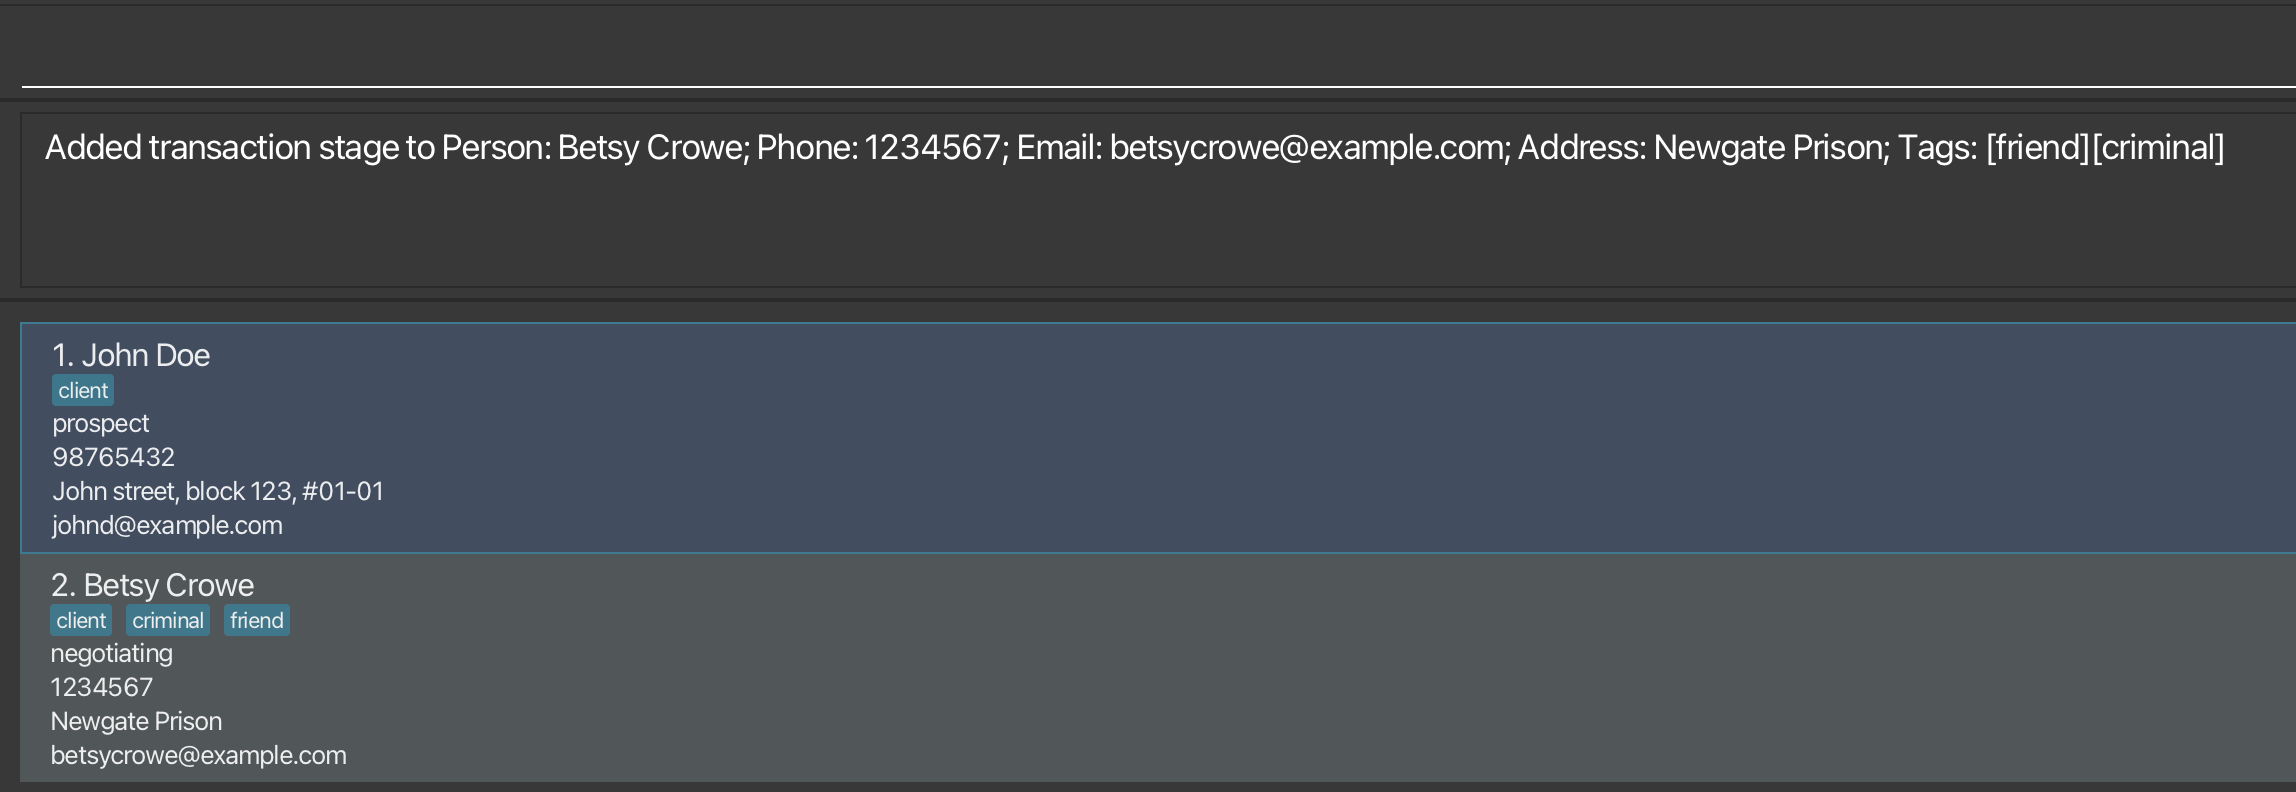 Added transaction stage to Person: Betsy Crowe; Phone: 1234567; Email: betsycrowe@example.com; Address: Newgate Prison; Tags: [friend][criminal]
1. John Doe
client
prospect
98765432
John street, block 123, #01-01
johnd@example.com
2. Betsy Crowe
client criminal friend
negotiating
1234567
Newgate Prison
betsycrowe@example.com